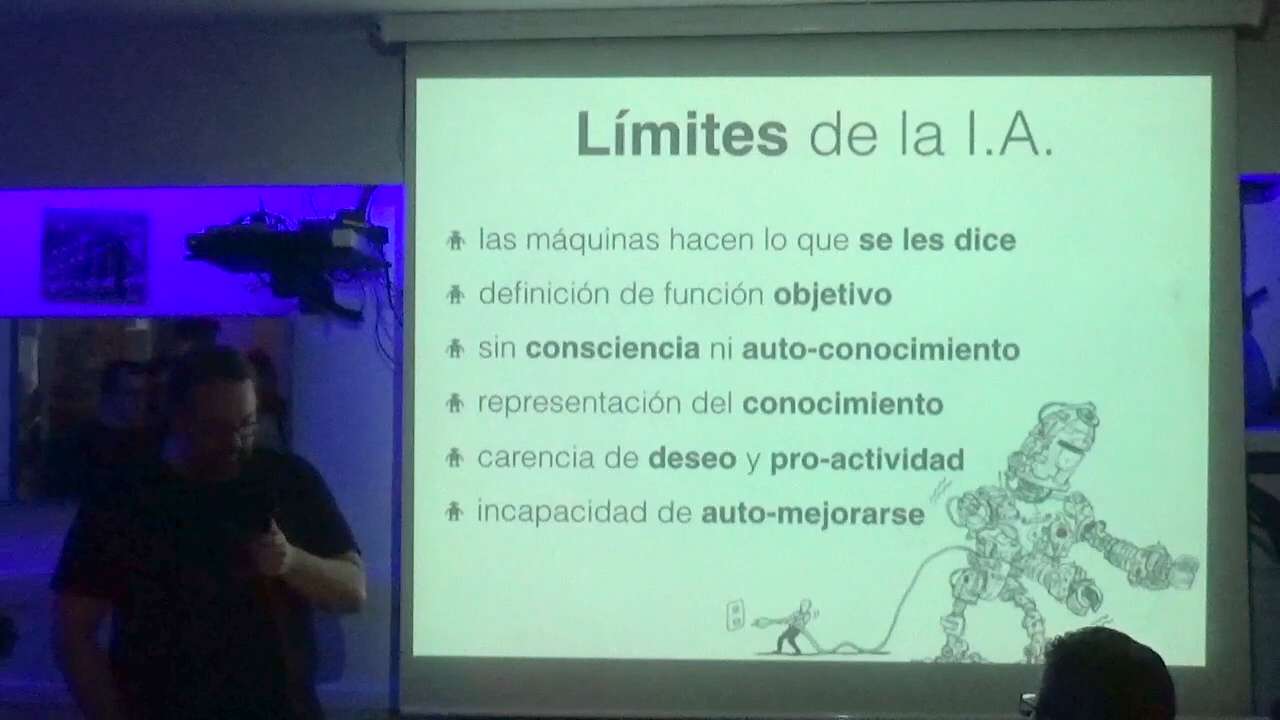 Límites de la I.A.
las máquinas hacen lo que se les dice
definición de función objetivo
sin consciencia ni auto-conocimiento
representación del conocimiento
carencia de deseo y pro-actividad
incapacidad de auto-mejorarse